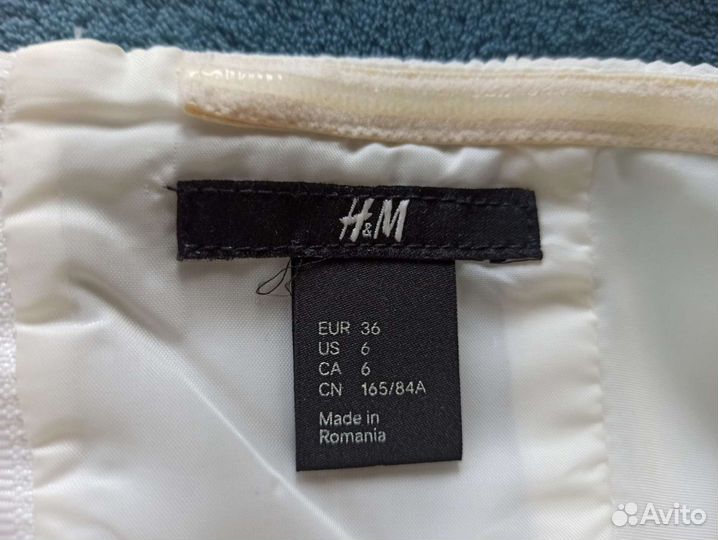 H&M
EUR 36
US 6
CA 6
CN 165/84A
Made in
Romania
Avito